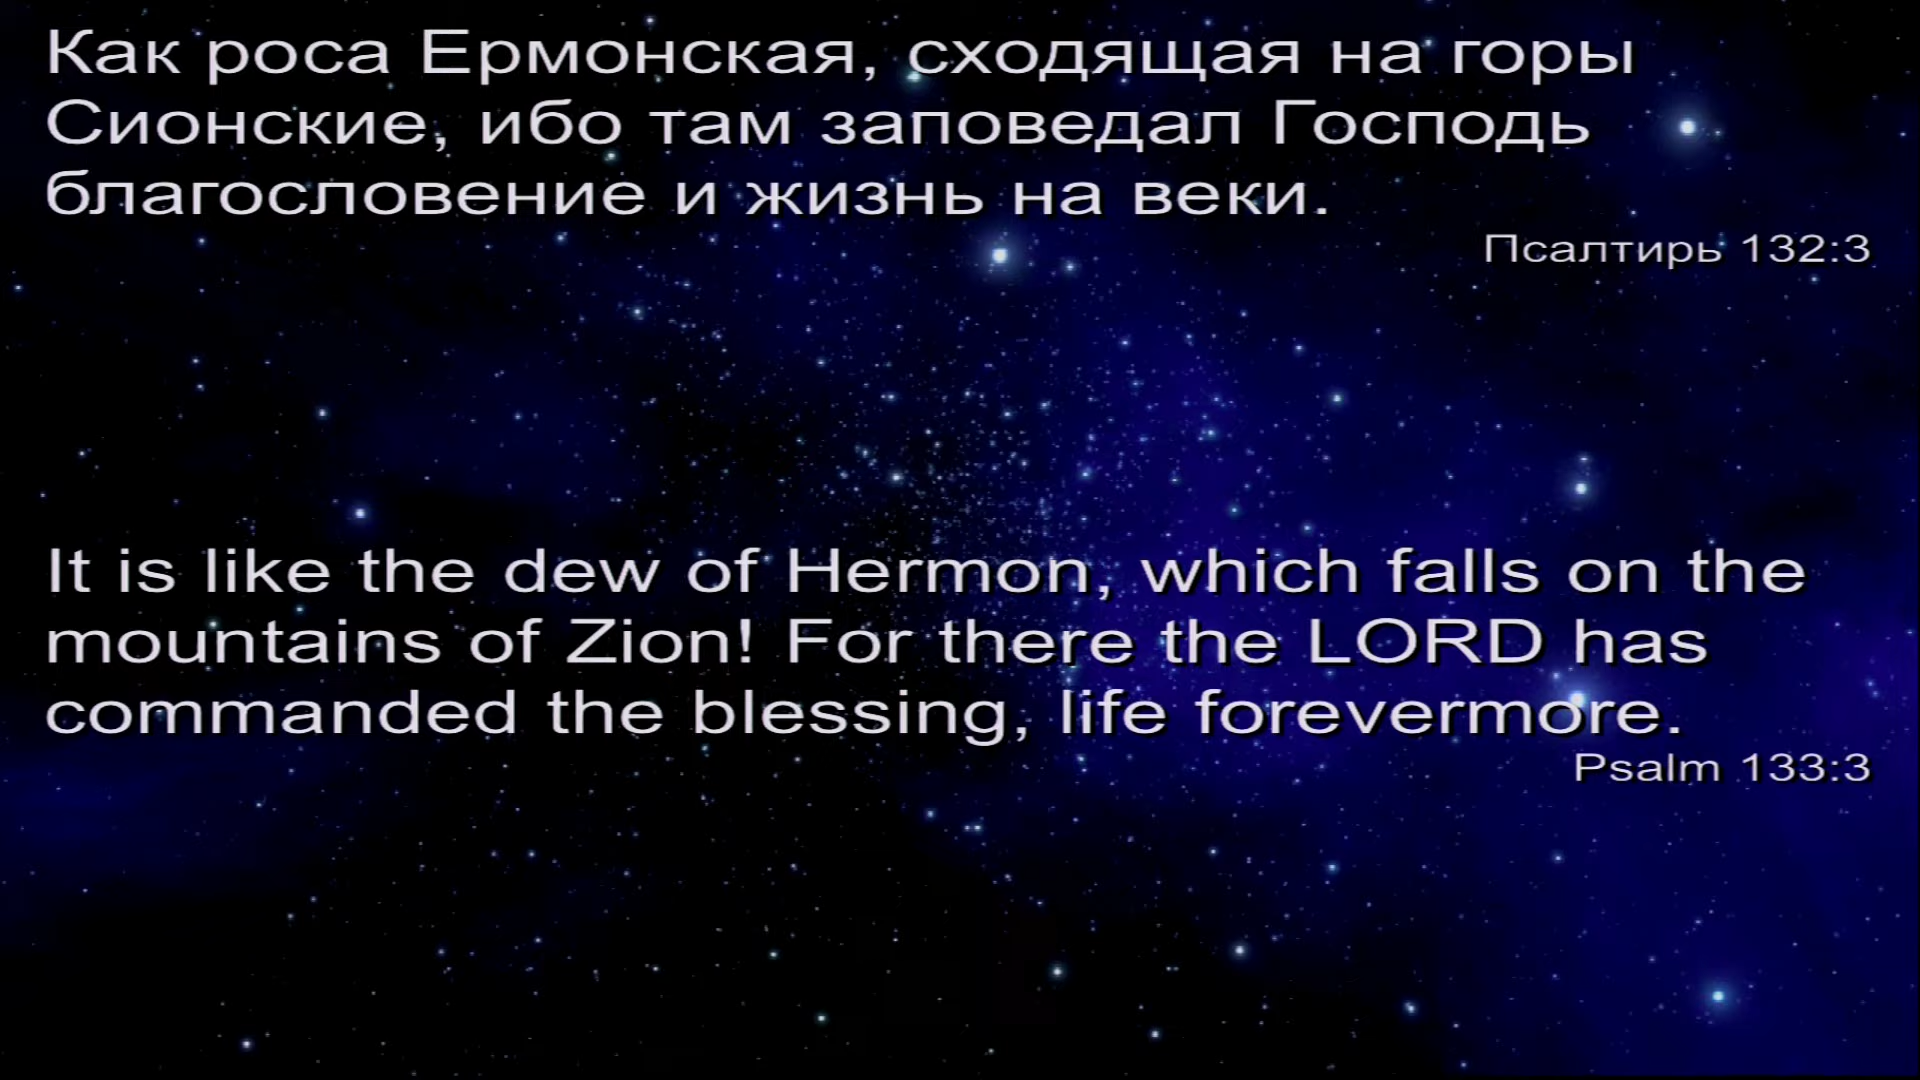 Как роса Ермонская, сходящая на горы
Сионские, ибо там заповедал Господь
благословение и жизнь на веки.
Псалтирь 132:3
It is like the dew of Hermon, which falls on the
mountains of Zion! For there the LORD has
commanded the blessing, life forevermore.
Psalm 133:3